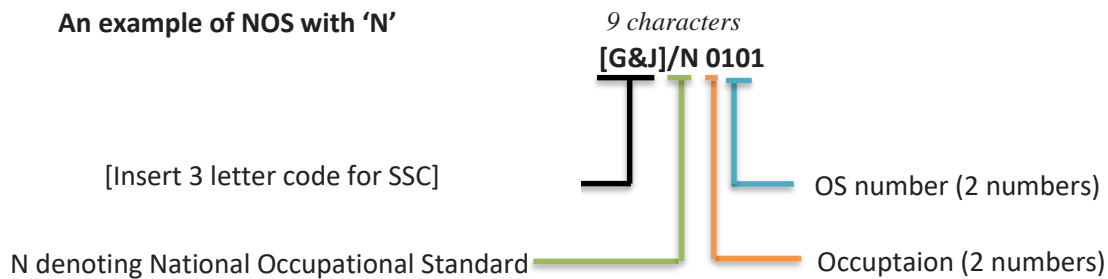 An example of NOS with ‘N’
9 characters
[G&J]/N 0101
[Insert 3 letter code for SSC]
OS number (2 numbers)
N denoting National Occupational Standard
Occuptaion (2 numbers)